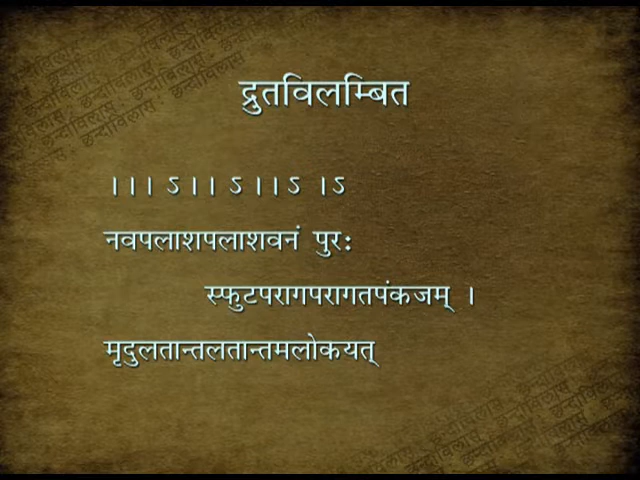 द्रुतविलम्बित
।।। ऽ।। ऽ।।ऽ ।ऽ
नवपलाशपलाशवनं पुरः
स्फुटपरागपरागतपंकजम् ।
मृदुलतान्तलतान्तमलोकयत्